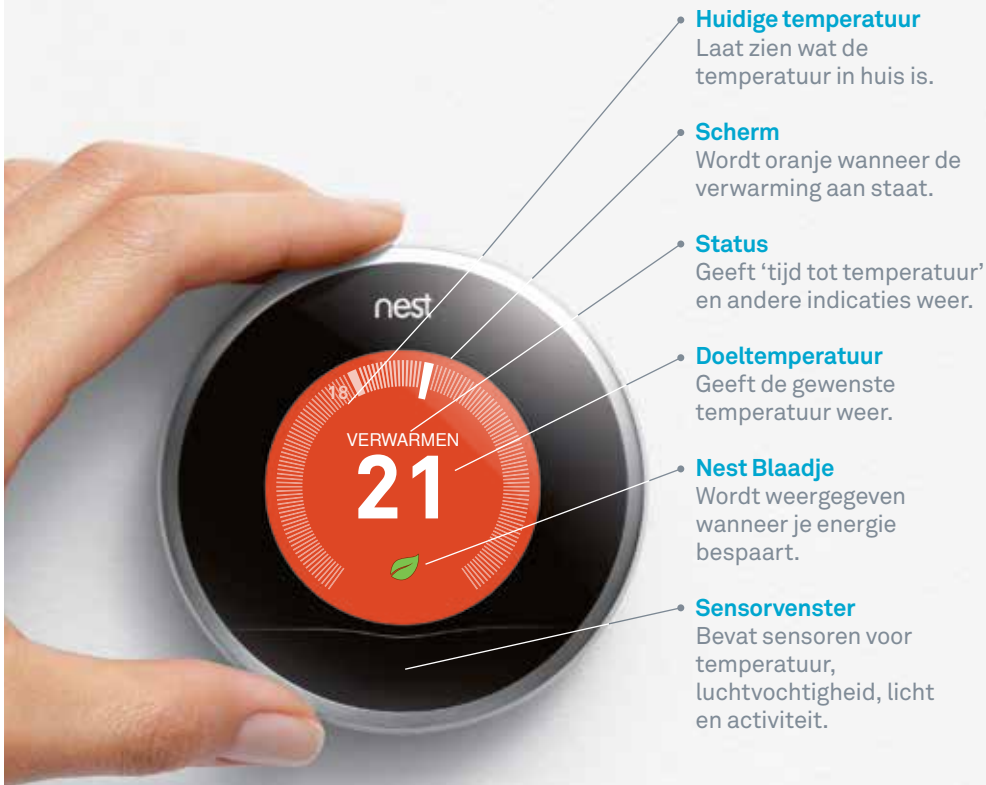 Huidige temperatuur
Laat zien wat de
temperatuur in huis is.
Scherm
Wordt oranje wanneer de
verwarming aan staat.
Status
Geeft ‘tijd tot temperatuur’
en andere indicaties weer.
Doeltemperatuur
Geeft de gewenste
temperatuur weer.
Nest Blaadje
Wordt weergegeven
wanneer je energie
bespaart.
Sensorvenster
Bevat sensoren voor
temperatuur,
luchtvochtigheid, licht
en activiteit.
nest
18
VERWARMEN
21